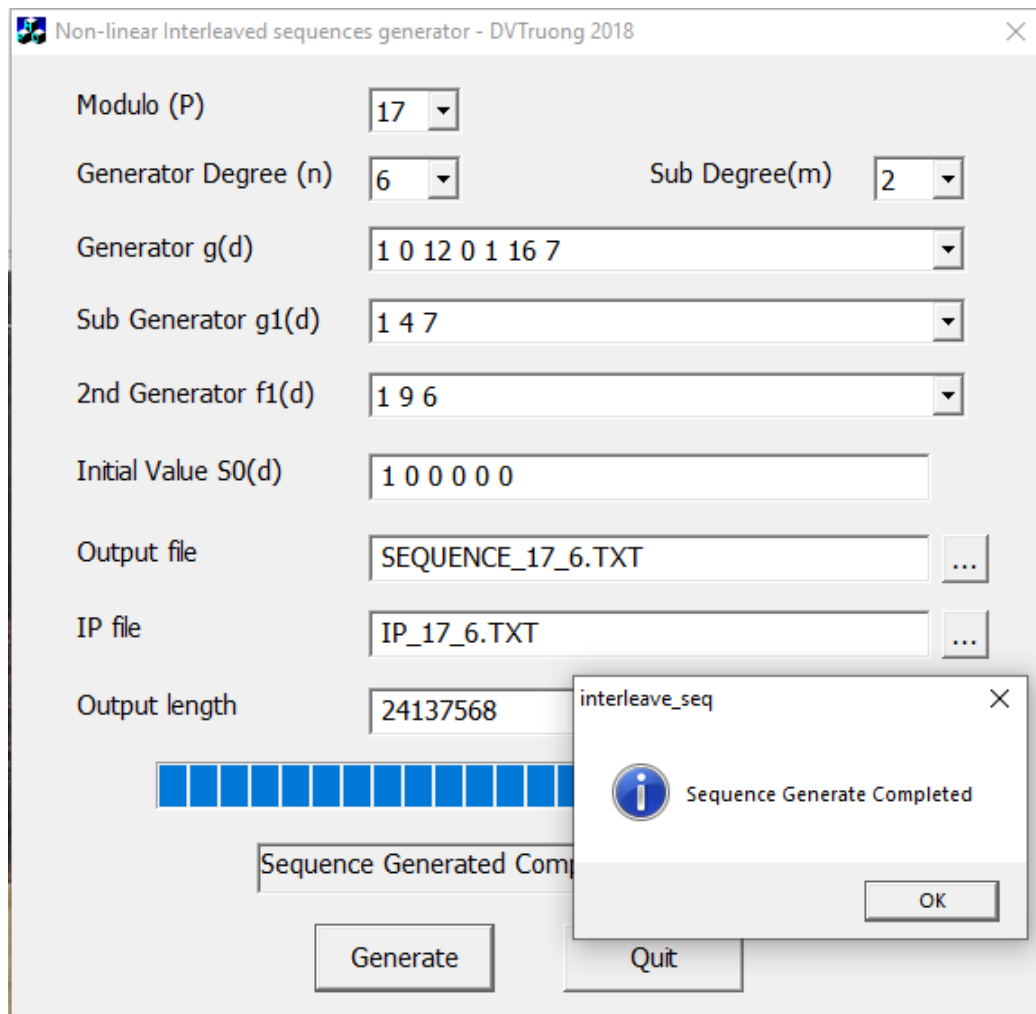 Non-linear Interleaved sequences generator - DVTruong 2018
Modulo (P) 17
Generator Degree (n) 6 Sub Degree(m) 2
Generator g(d) 1 0 12 0 1 16 7
Sub Generator g1(d) 1 4 7
2nd Generator f1(d) 1 9 6
Initial Value S0(d) 1 0 0 0 0 0
Output file SEQUENCE_17_6.TXT ...
IP file IP_17_6.TXT ...
Output length 24137568
interleave_seq
Sequence Generate Completed
OK
Sequence Generated Comp
Generate Quit